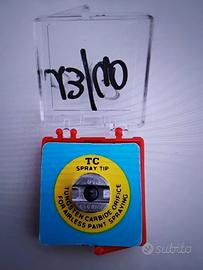 TC
SPRAY TIP
TUNGSTEN CARBIDE ORIFICE
FOR AIRLESS PAINT SPRAYING
subito